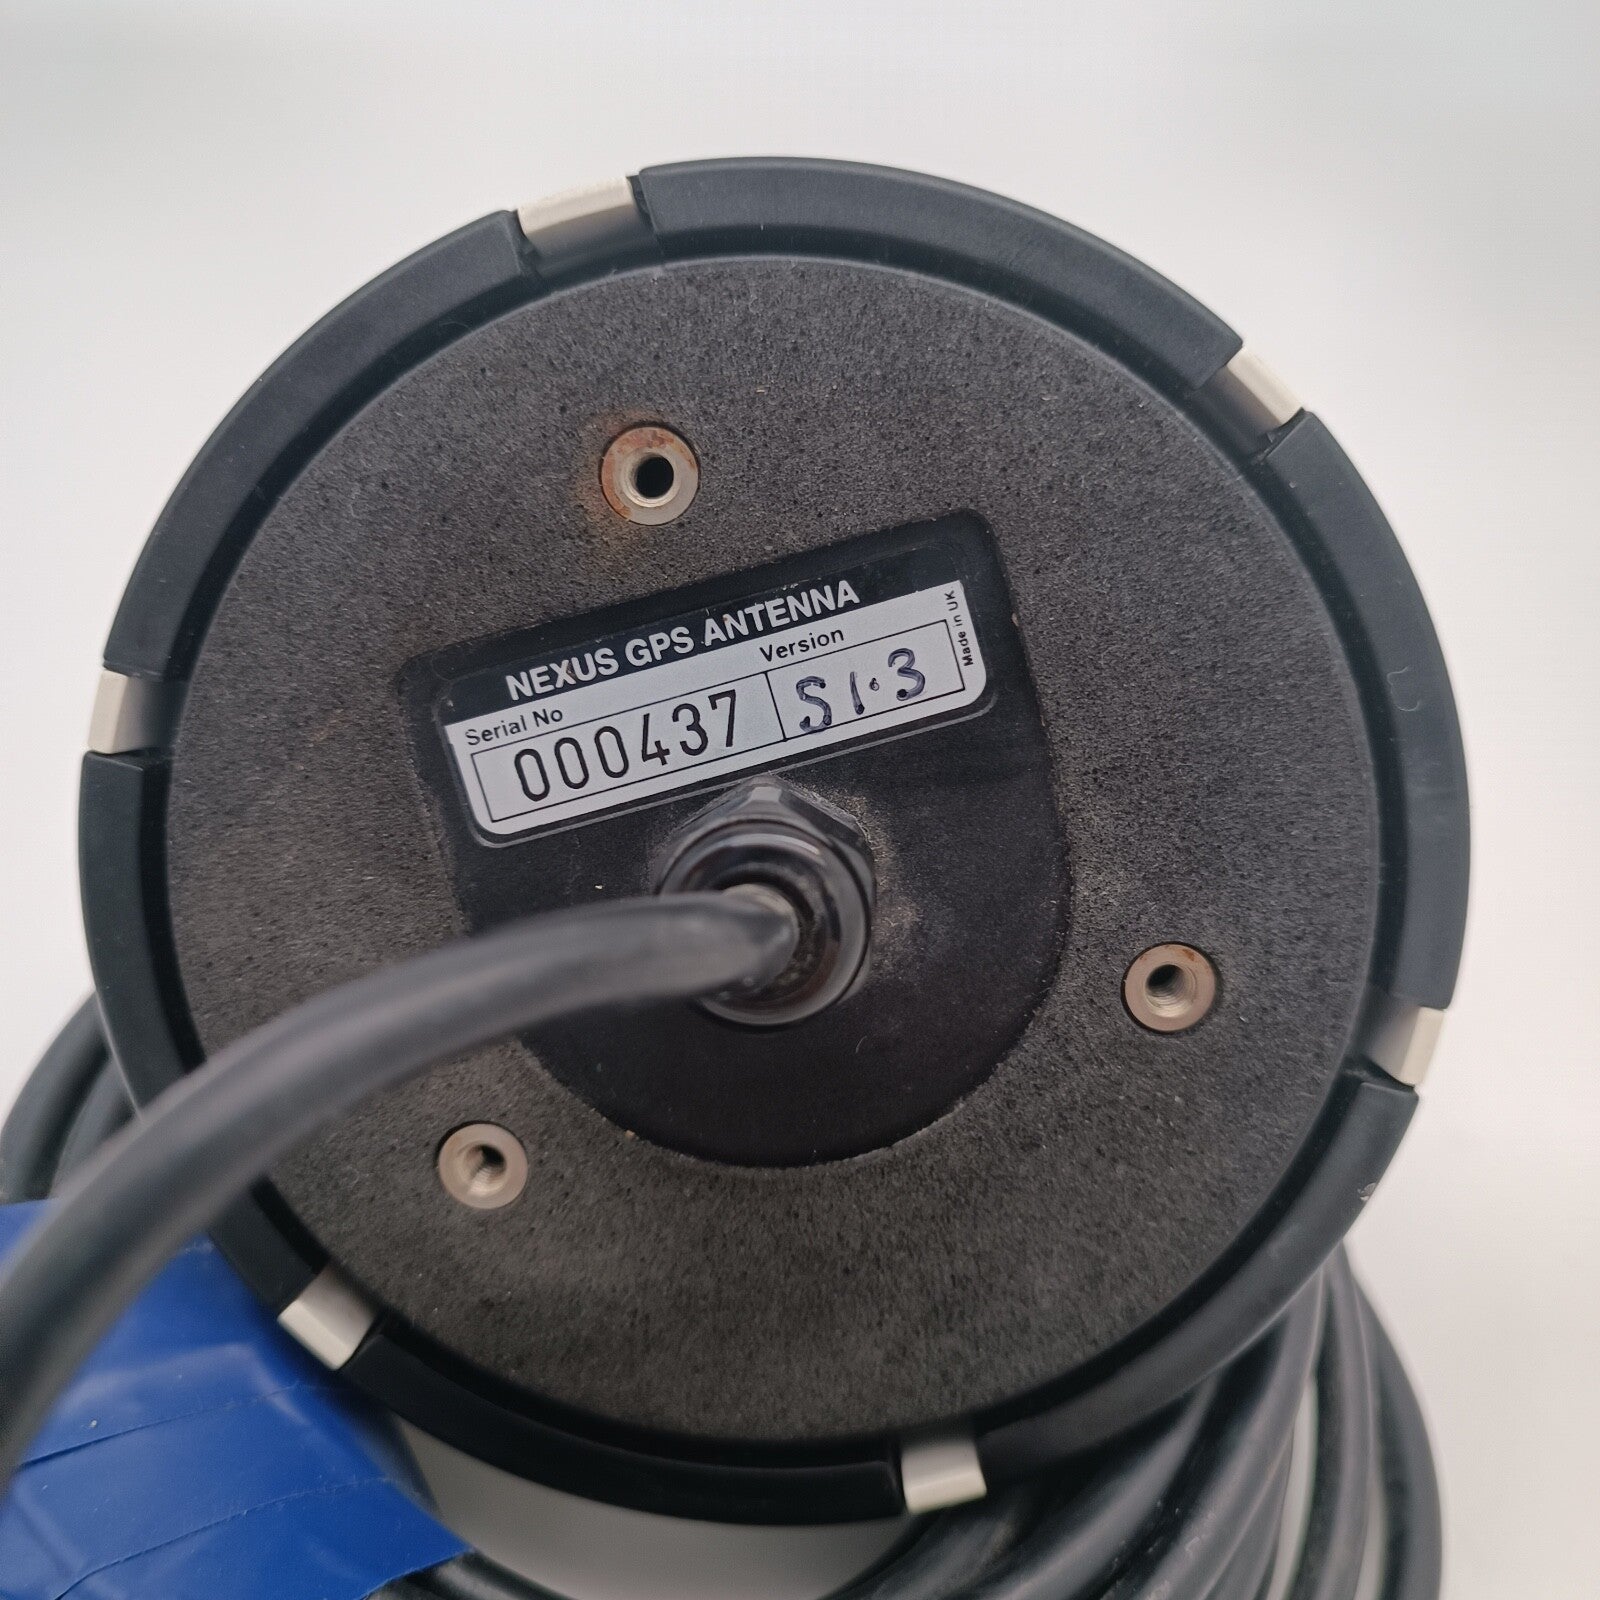 NEXUS GPS ANTENNA
Serial No Version
000437 S1.3
Made in UK